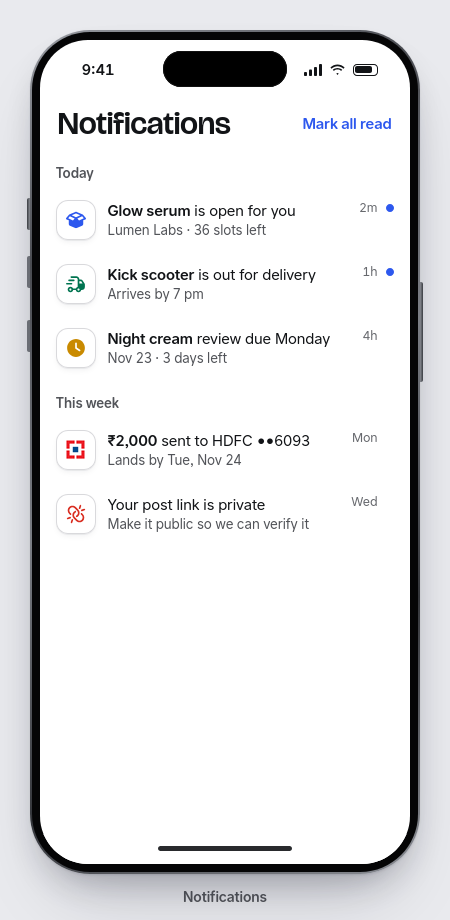 9:41
Notifications
Mark all read
Today
Glow serum is open for you
2m
Lumen Labs · 36 slots left
Kick scooter is out for delivery
1h
Arrives by 7 pm
Night cream review due Monday
4h
Nov 23 · 3 days left
This week
₹2,000 sent to HDFC ••6093
Mon
Lands by Tue, Nov 24
Your post link is private
Wed
Make it public so we can verify it
Notifications